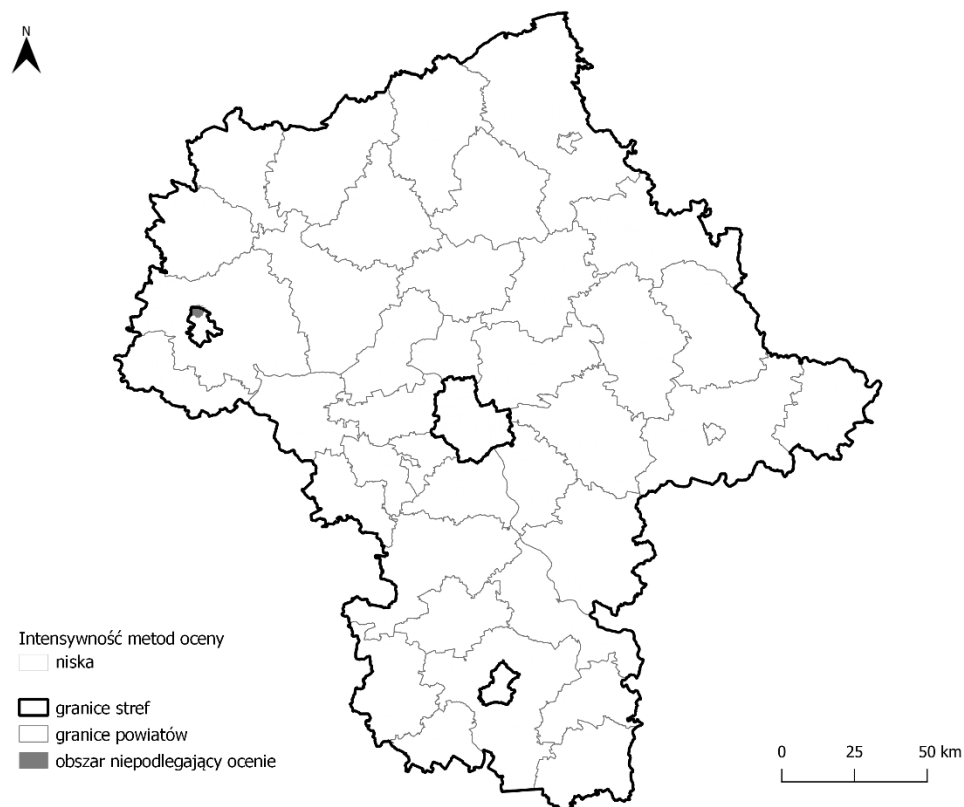 N
Intensywność metod oceny
niska
granice stref
granice powiatów
obszar niepodlegający ocenie
0 25 50 km